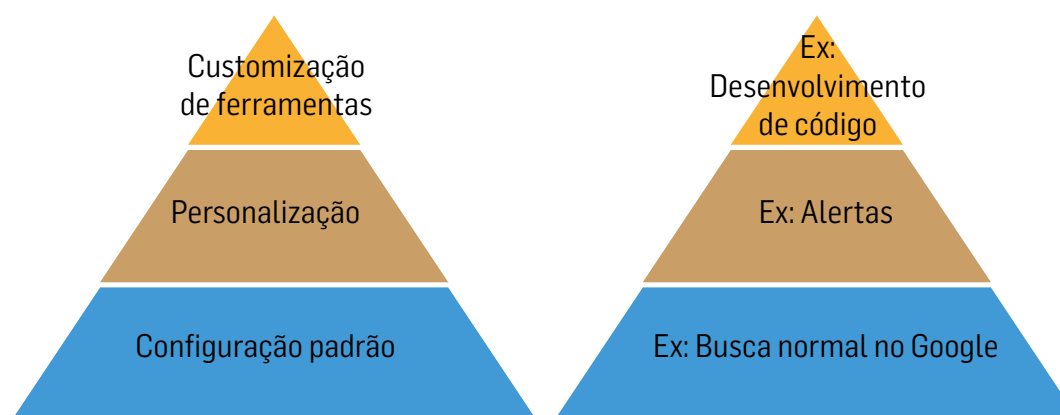 Customização
de ferramentas
Personalização
Configuração padrão
Ex:
Desenvolvimento
de código
Ex: Alertas
Ex: Busca normal no Google